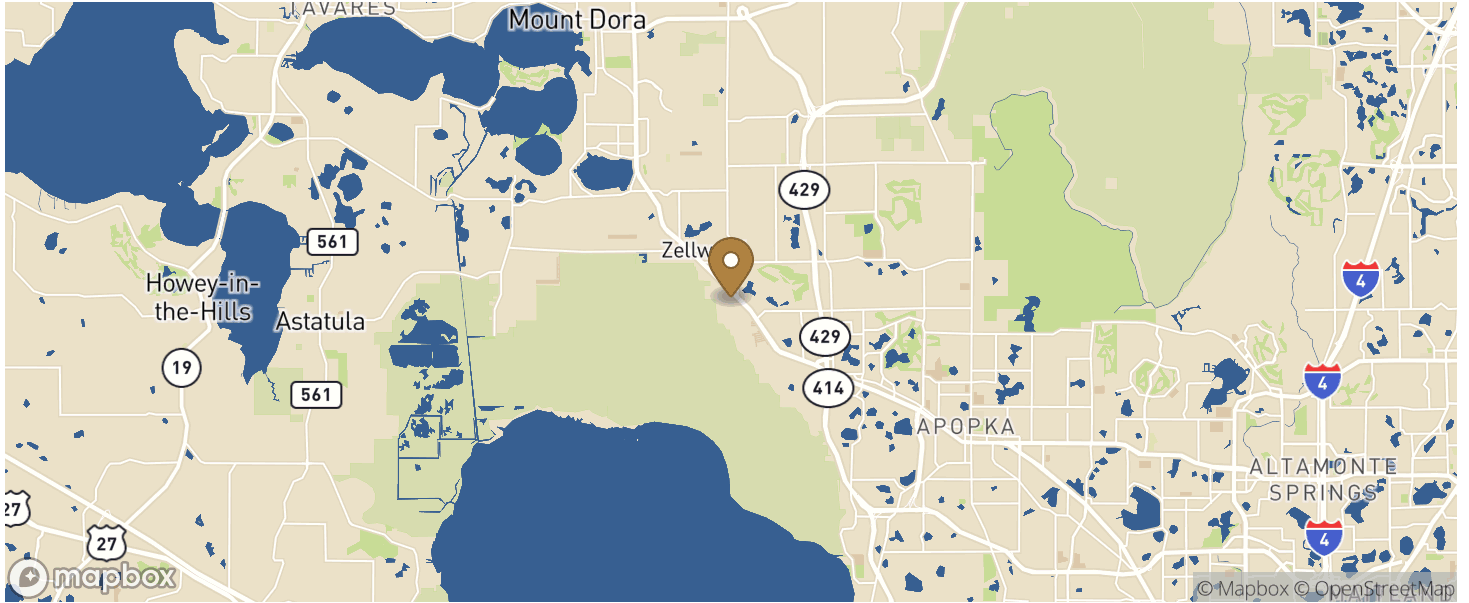 TAVARES
Mount Dora
429
561
Zellw
4
Howey-in-
the-Hills
Astatula
429
19
4
414
561
APOPKA
ALTAMONTE
SPRINGS
27
27
4
mapbox
© Mapbox © OpenStreetMap